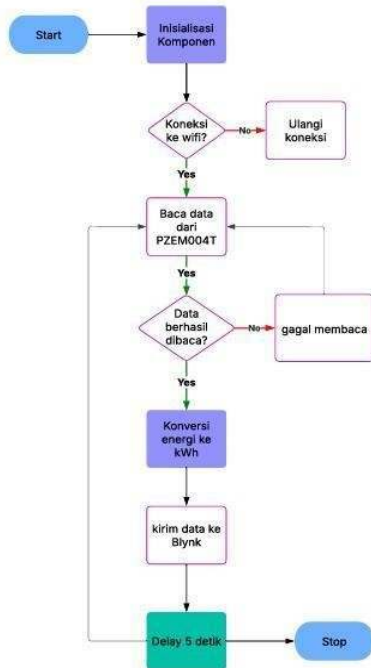 Start
Inisialisasi
Komponen
Koneksi
ke wifi?
No
Ulangi
koneksi
Yes
Baca data
dari
PZEM004T
Yes
Data
berhasil
dibaca?
No
gagal membaca
Yes
Konversi
energi ke
kWh
kirim data ke
Blynk
Delay 5 detik
Stop